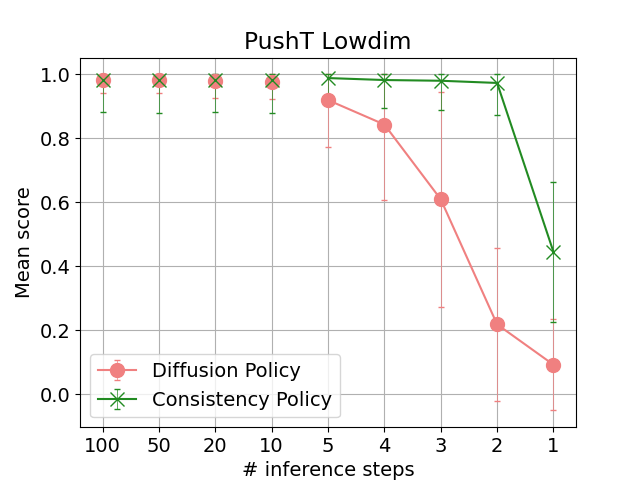 PushT Lowdim
Mean score
1.0
0.8
0.6
0.4
0.2
0.0
Diffusion Policy
Consistency Policy
100 50 20 10 5 4 3 2 1
# inference steps